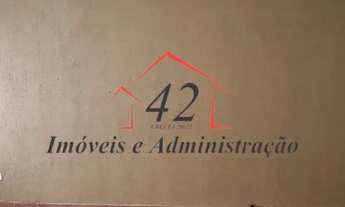 42
Imóveis e Administração